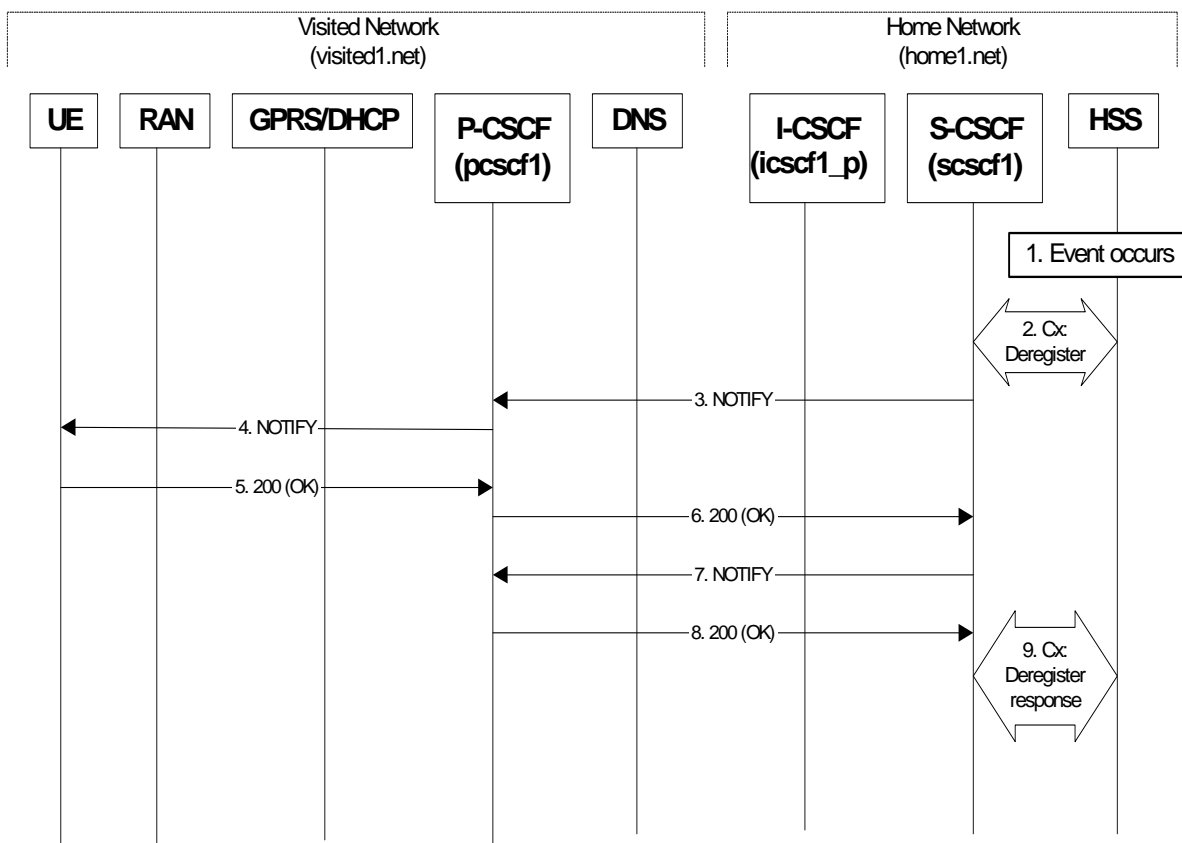 Visited Network
(visited1.net)
Home Network
(home1.net)
UE
RAN
GPRS/DHCP
P-CSCF
(pcscf1)
DNS
I-CSCF
(icscf1_p)
S-CSCF
(scscf1)
HSS
1. Event occurs
2. Cx:
Deregister
3. NOTIFY
4. NOTIFY
5. 200 (OK)
6. 200 (OK)
7. NOTIFY
8. 200 (OK)
9. Cx:
Deregister
response